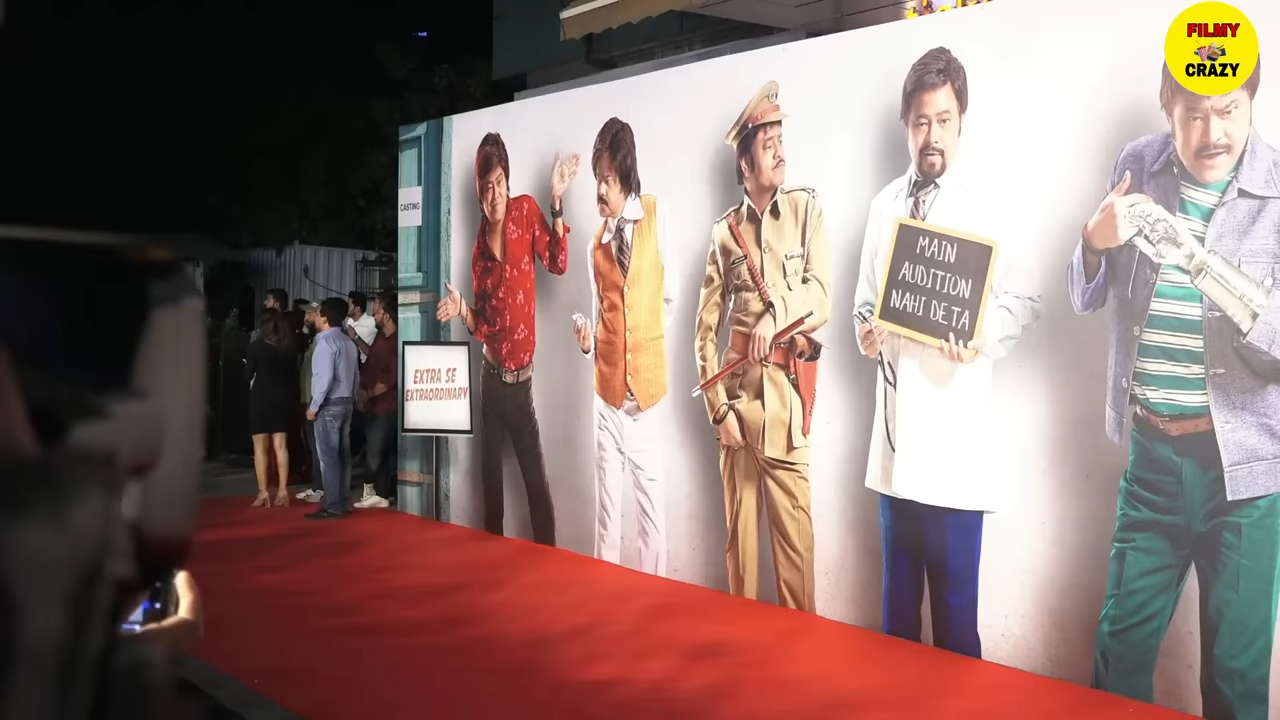 FILMY
CRAZY
CASTING
EXTRA SE
EXTRAORDINARY
MAIN
AUDITION
NAHI DETA